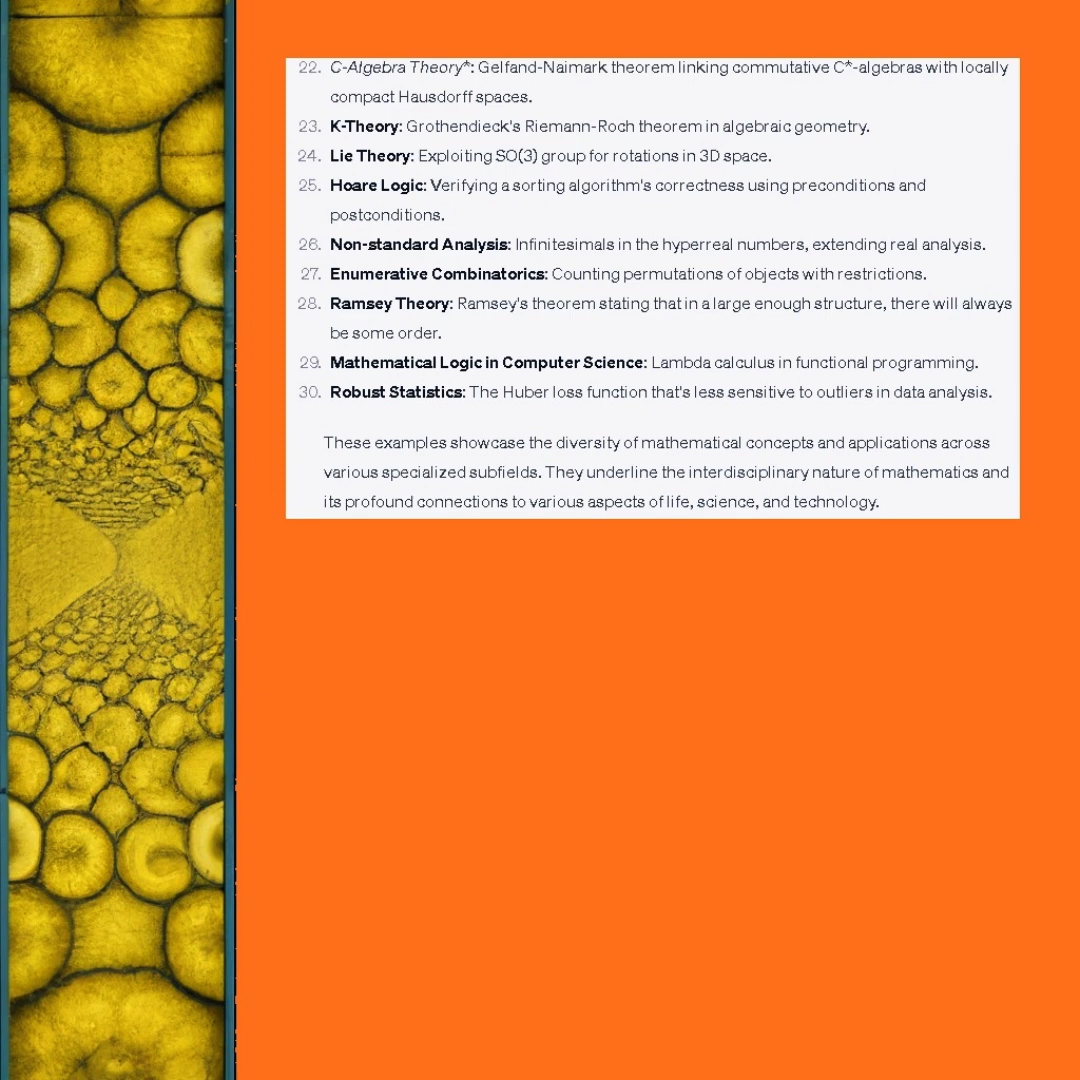 22. C-Algebra Theory*: Gelfand-Naimark theorem linking commutative C*-algebras with locally
compact Hausdorff spaces.
23. K-Theory: Grothendieck's Riemann-Roch theorem in algebraic geometry.
24. Lie Theory: Exploiting SO(3) group for rotations in 3D space.
25. Hoare Logic: Verifying a sorting algorithm's correctness using preconditions and
postconditions.
26. Non-standard Analysis: Infinitesimals in the hyperreal numbers, extending real analysis.
27. Enumerative Combinatorics: Counting permutations of objects with restrictions.
28. Ramsey Theory: Ramsey's theorem stating that in a large enough structure, there will always
be some order.
29. Mathematical Logic in Computer Science: Lambda calculus in functional programming.
30. Robust Statistics: The Huber loss function that's less sensitive to outliers in data analysis.
These examples showcase the diversity of mathematical concepts and applications across
various specialized subfields. They underline the interdisciplinary nature of mathematics and
its profound connections to various aspects of life, science, and technology.